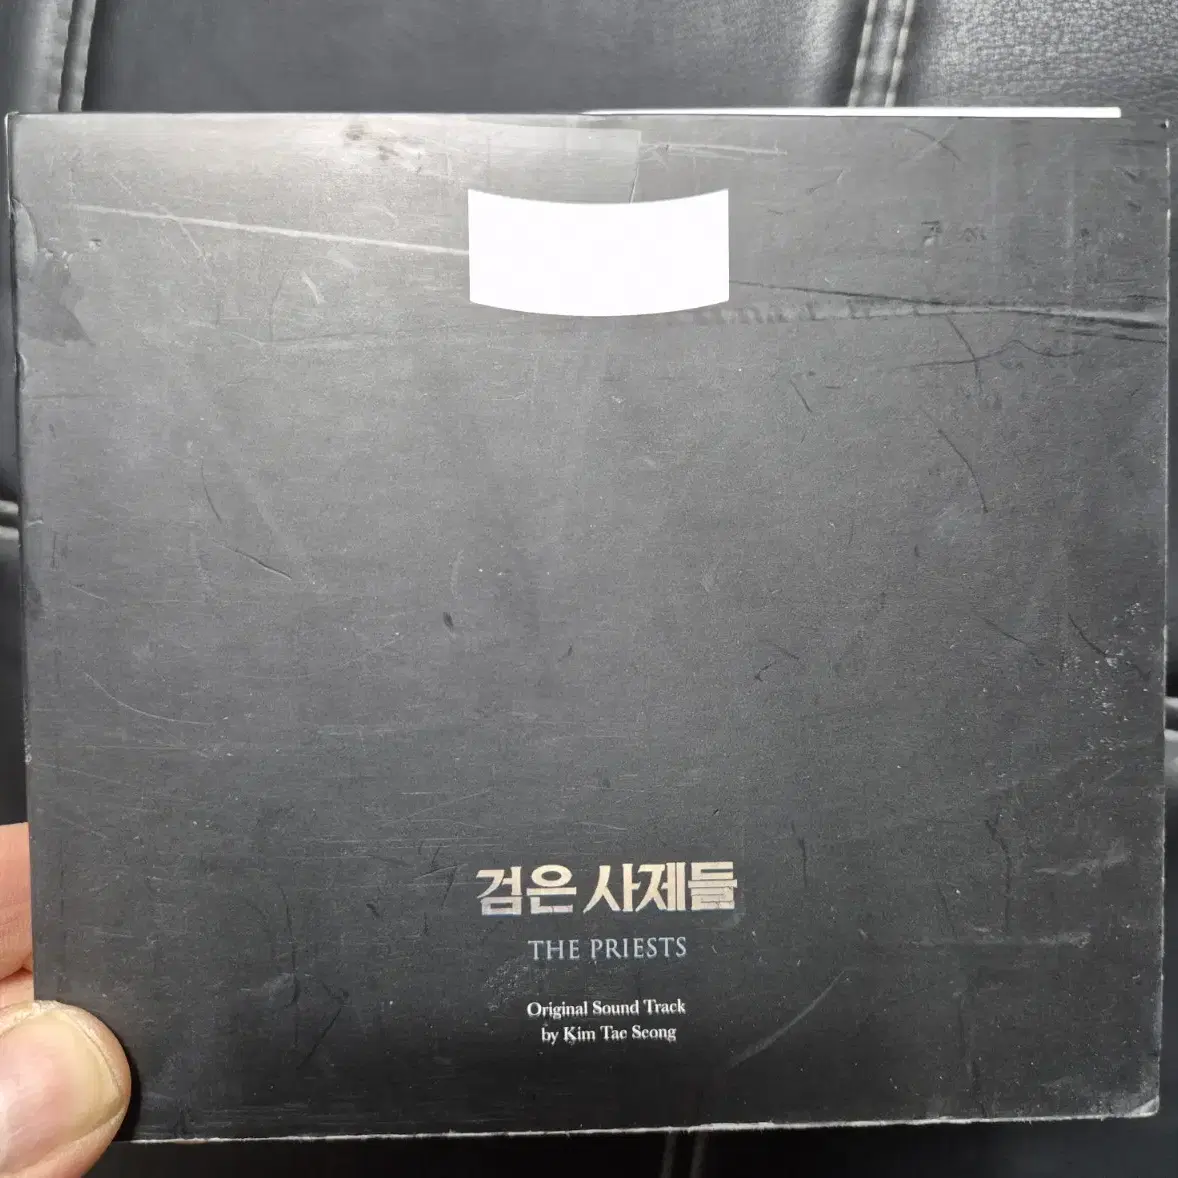 검은 사제들
THE PRIESTS
Original Sound Track
by Kim Tae Seong